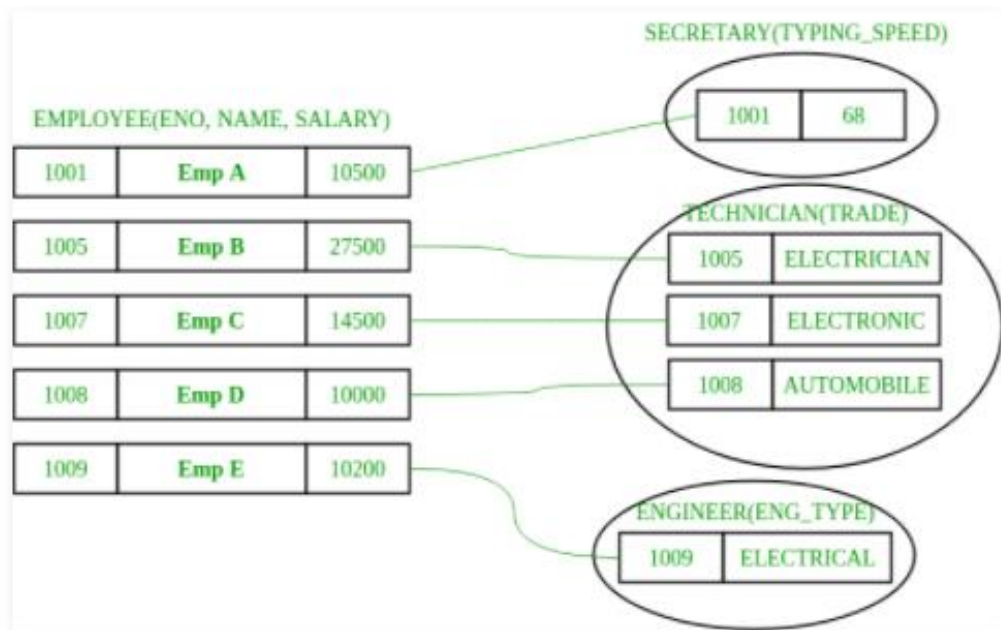 SECRETARY(TYPING_SPEED)
1001 68
EMPLOYEE(ENO, NAME, SALARY)
1001 Emp A 10500
1005 Emp B 27500
1007 Emp C 14500
1008 Emp D 10000
1009 Emp E 10200
TECHNICIAN(TRADE)
1005 ELECTRICIAN
1007 ELECTRONIC
1008 AUTOMOBILE
ENGINEER(ENG_TYPE)
1009 ELECTRICAL